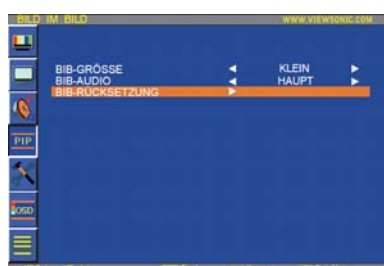 BILD IM BILD WWW.VIEWSONIC.COM
BIB-GRÖSSE KLEIN
BIB-AUDIO HAUPT
BIB-RÜCKSETZUNG
PIP
OSD